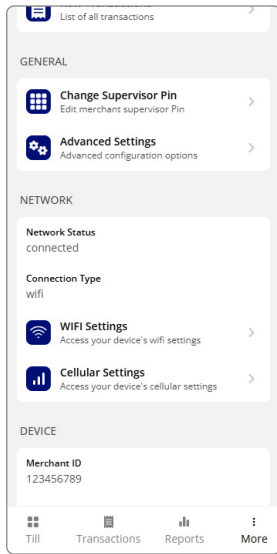 List of all transactions
GENERAL
Change Supervisor Pin
Edit merchant supervisor Pin
Advanced Settings
Advanced configuration options
NETWORK
Network Status
connected
Connection Type
wifi
WIFI Settings
Access your device's wifi settings
Cellular Settings
Access your device's cellular settings
DEVICE
Merchant ID
123456789
Till
Transactions
Reports
More